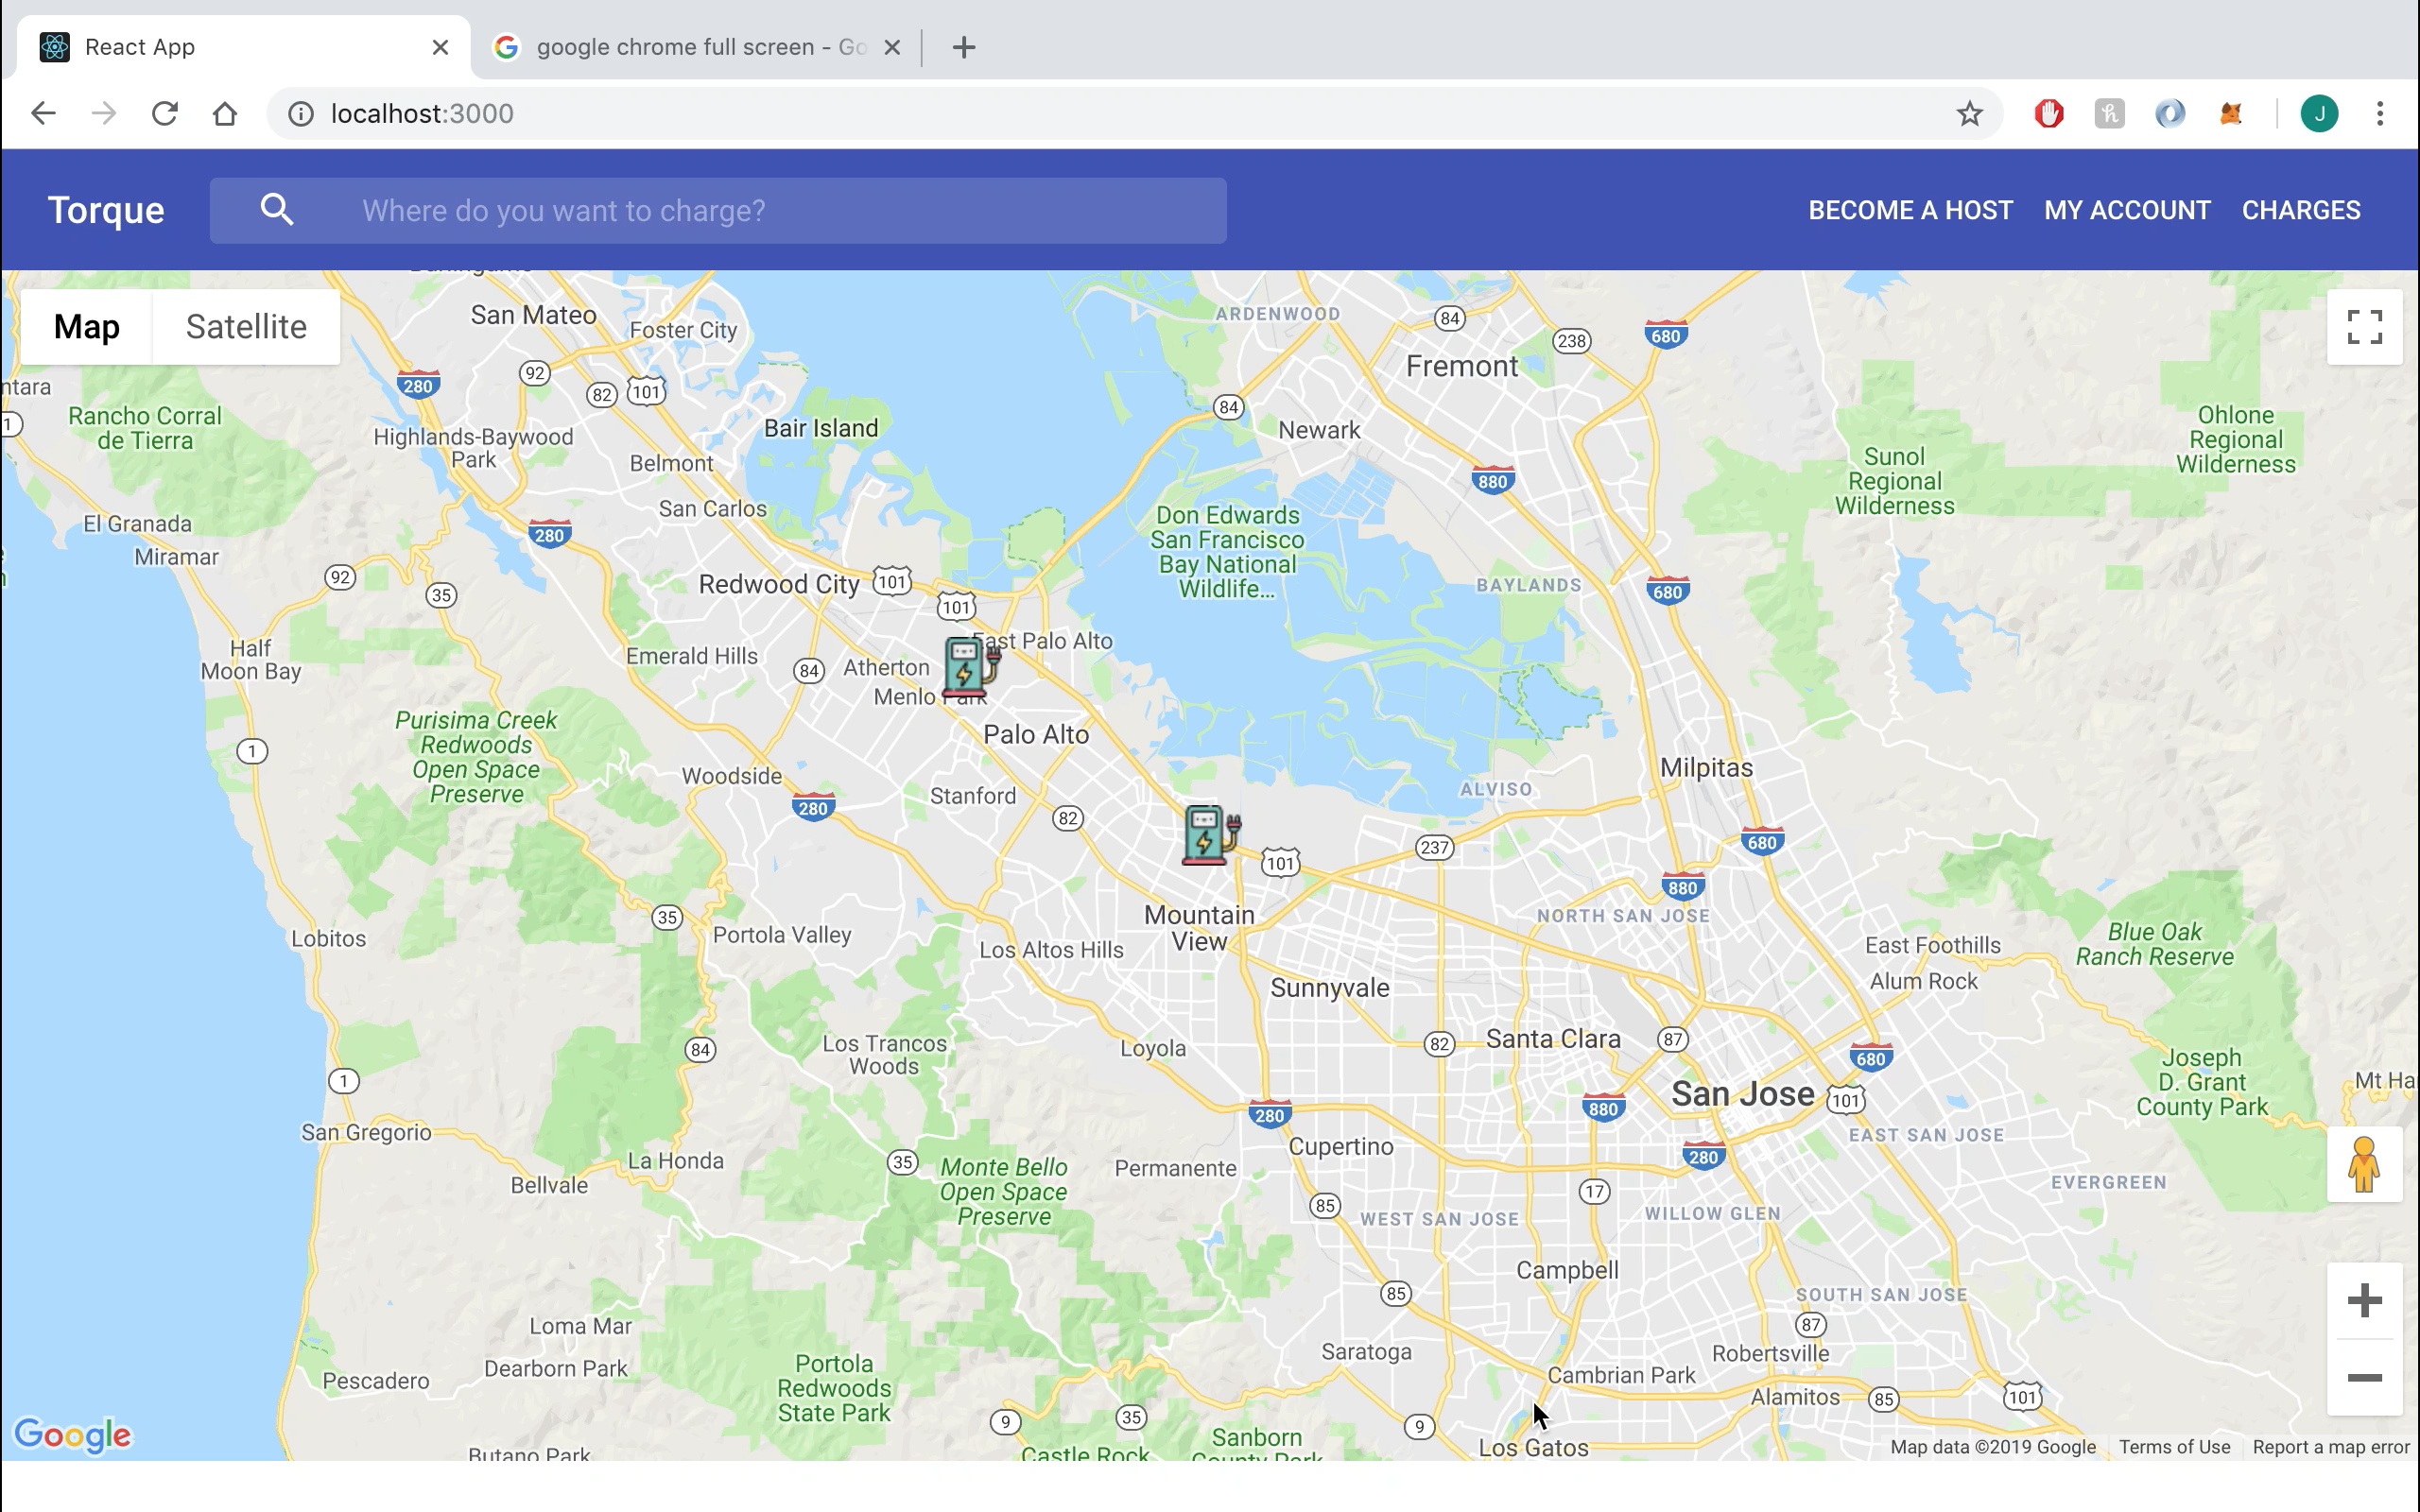 React App
google chrome full screen - Go
localhost:3000
J
Torque
Where do you want to charge?
BECOME A HOST
MY ACCOUNT
CHARGES
Map
Satellite
San Mateo
Foster City
ARDENWOOD
84
238
680
Fremont
92
280
82
101
ntara
1
Rancho Corral
de Tierra
Highlands-Baywood
Park
Bair Island
84
Newark
Ohlone
Regional
Wilderness
Belmont
880
Sunol
Regional
Wilderness
San Carlos
El Granada
280
Don Edwards
San Francisco
Bay National
Wildlife...
Miramar
92
35
Redwood City
101
101
BAYLANDS
680
Half
Moon Bay
Emerald Hills
84
Atherton
East Palo Alto
Menlo Park
Purisima Creek
Redwoods
Open Space
Preserve
1
Palo Alto
Woodside
280
Stanford
82
Milpitas
ALVISO
101
237
680
880
35
Portola Valley
Lobitos
Mountain
View
Los Altos Hills
NORTH SAN JOSE
East Foothills
Alum Rock
Blue Oak
Ranch Reserve
Sunnyvale
84
Los Trancos
Woods
Loyola
82
Santa Clara
87
680
1
280
880
San Jose
101
Joseph
D. Grant
County Park
Mt Ha
San Gregorio
La Honda
Bellvale
35
Monte Bello
Open Space
Preserve
Permanente
Cupertino
280
EAST SAN JOSE
EVERGREEN
17
85
WEST SAN JOSE
WILLOW GLEN
Campbell
85
SOUTH SAN JOSE
87
Loma Mar
Dearborn Park
Pescadero
Portola
Redwoods
State Park
Saratoga
Cambrian Park
Robertsville
Alamitos
85
101
9
35
9
Los Gatos
Butano Park
Castle Rock
Sanborn
County Park
Google
Map data ©2019 Google
Terms of Use
Report a map error